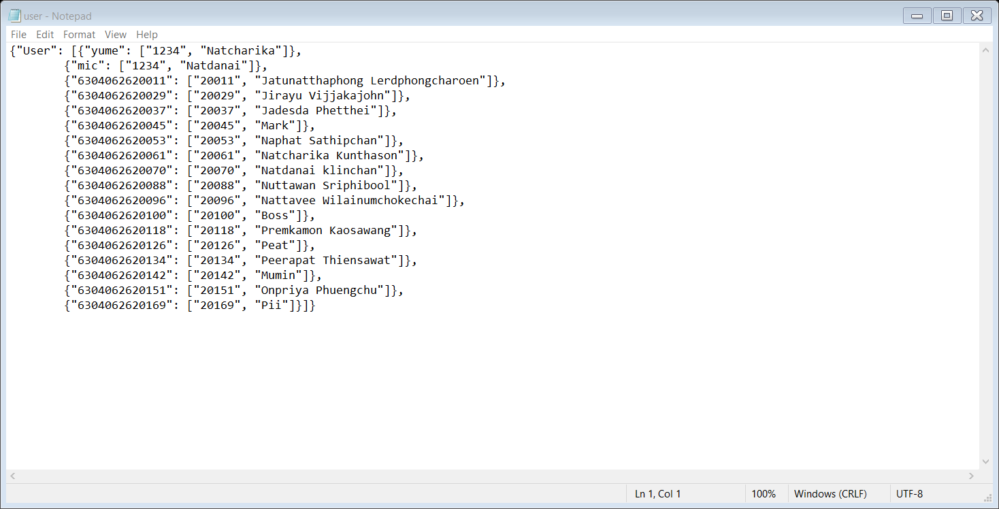 user - Notepad
File Edit Format View Help
{"User": [{"yume": ["1234", "Natcharika"]},
{"mic": ["1234", "Natdanai"]},
{"6304062620011": ["20011", "Jatunatthaphong Lerdphongcharoen"]},
{"6304062620029": ["20029", "Jirayu Vijjakajohn"]},
{"6304062620037": ["20037", "Jadesda Phetthei"]},
{"6304062620045": ["20045", "Mark"]},
{"6304062620053": ["20053", "Naphat Sathipchan"]},
{"6304062620061": ["20061", "Natcharika Kunthason"]},
{"6304062620070": ["20070", "Natdanai klinchan"]},
{"6304062620088": ["20088", "Nuttawan Sriphibool"]},
{"6304062620096": ["20096", "Nattavee Wilainumchokechai"]},
{"6304062620100": ["20100", "Boss"]},
{"6304062620118": ["20118", "Premkamon Kaosawang"]},
{"6304062620126": ["20126", "Peat"]},
{"6304062620134": ["20134", "Peerapat Thiensawat"]},
{"6304062620142": ["20142", "Mumin"]},
{"6304062620151": ["20151", "Onpriya Phuengchu"]},
{"6304062620169": ["20169", "Pii"]}]}
Ln 1, Col 1 100% Windows (CRLF) UTF-8